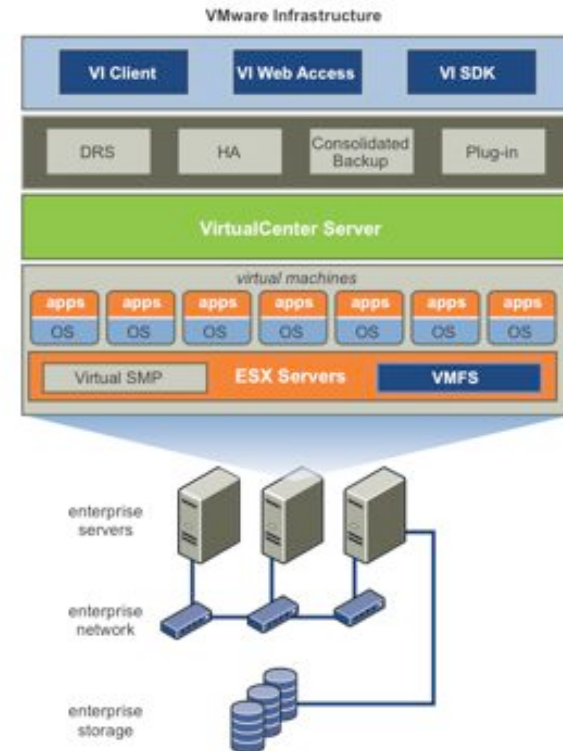 VMware Infrastructure
VI Client
VI Web Access
VI SDK
DRS
HA
Consolidated
Backup
Plug-in
VirtualCenter Server
virtual machines
apps apps apps apps apps apps apps
OS OS OS OS OS OS OS
Virtual SMP
ESX Servers
VMFS
enterprise
servers
enterprise
network
enterprise
storage